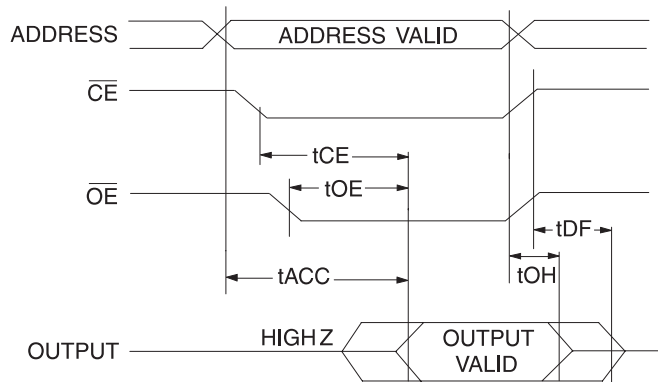 ADDRESS
ADDRESS VALID
CE
tCE
tOE
OE
tDF
tACC
tOH
OUTPUT
HIGH Z
OUTPUT
VALID